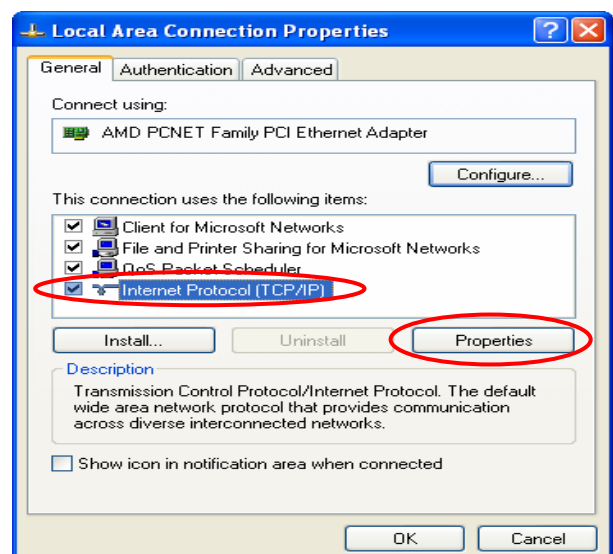 Local Area Connection Properties
General Authentication Advanced
Connect using:
AMD PCNET Family PCI Ethernet Adapter
Configure...
This connection uses the following items:
Client for Microsoft Networks
File and Printer Sharing for Microsoft Networks
QoS Packet Scheduler
Internet Protocol (TCP/IP)
Install... Uninstall Properties
Description
Transmission Control Protocol/Internet Protocol. The default
wide area network protocol that provides communication
across diverse interconnected networks.
Show icon in notification area when connected
OK Cancel